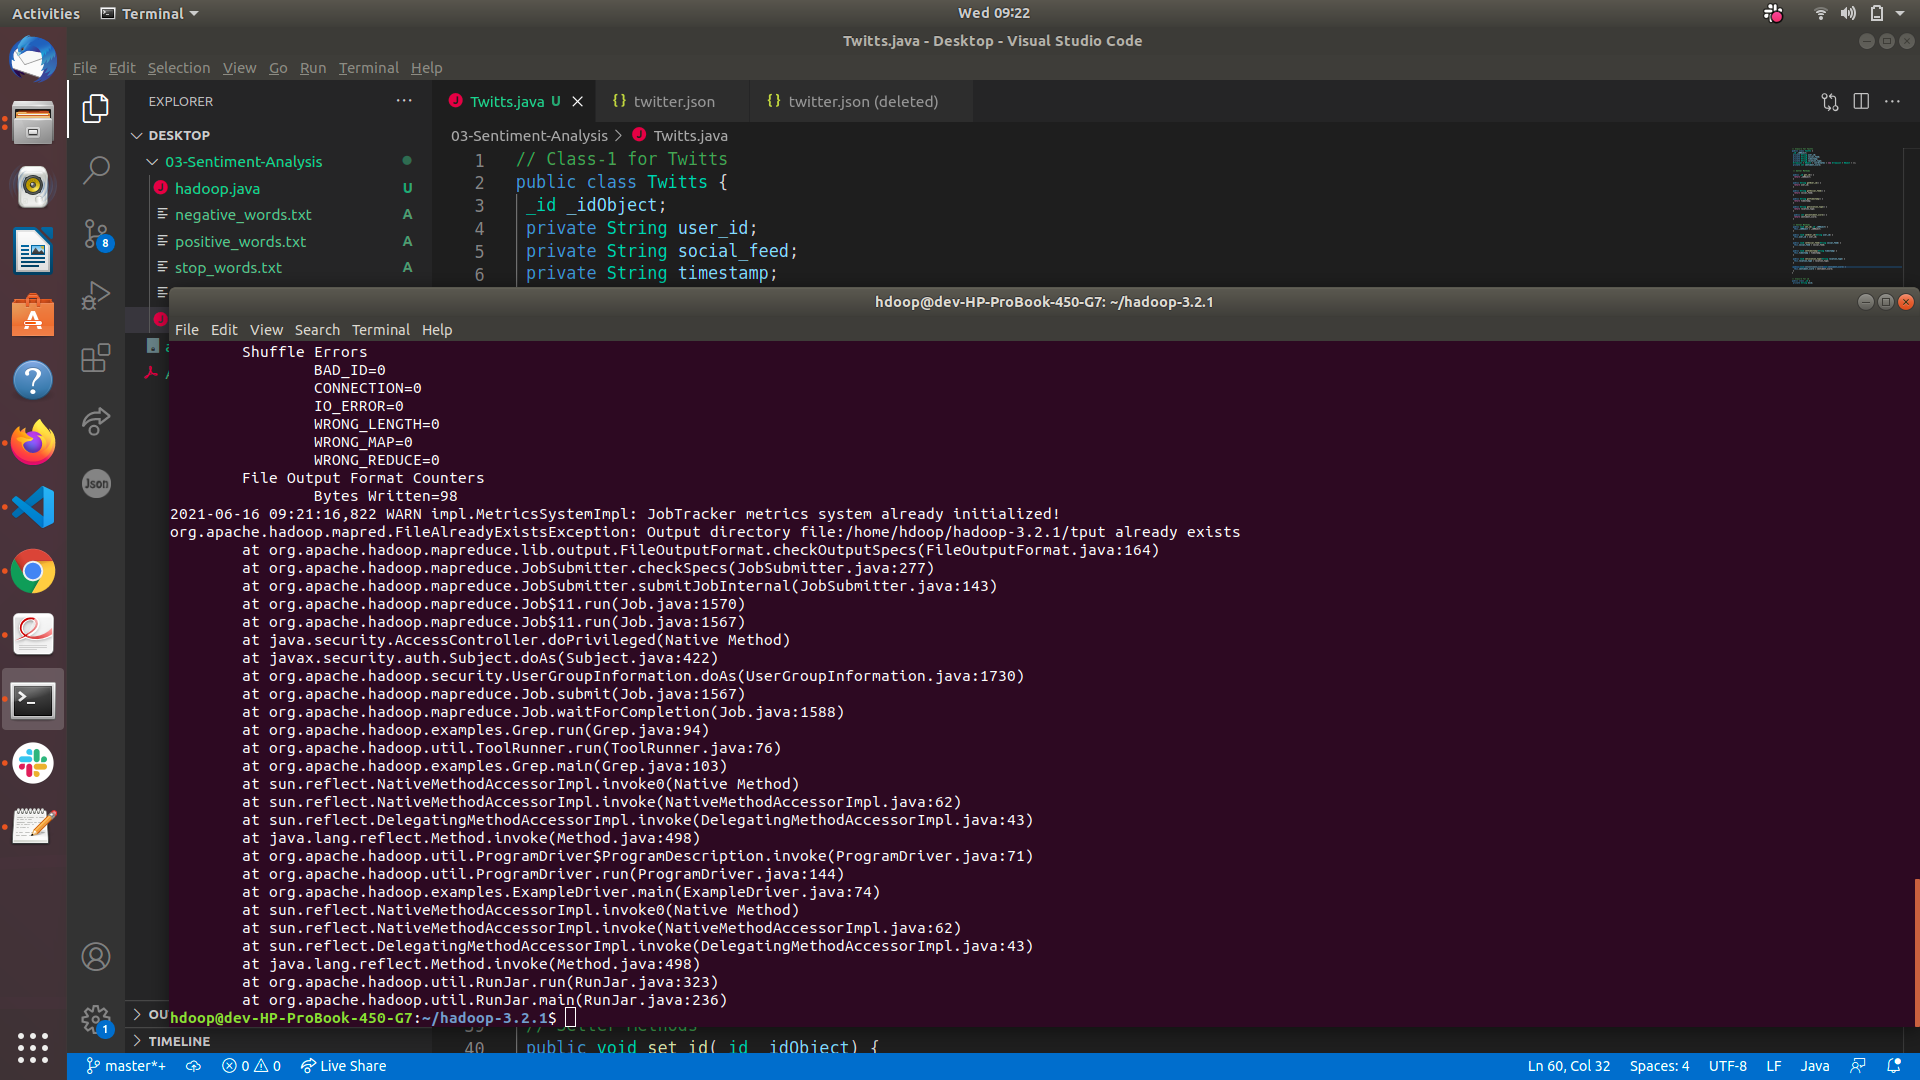 Activities
Terminal
Wed 09:22
Twitts.java - Desktop - Visual Studio Code
File Edit Selection View Go Run Terminal Help
EXPLORER
DESKTOP
03-Sentiment-Analysis
hadoop.java U
negative_words.txt A
positive_words.txt A
stop_words.txt A
8
Json
1
Twitts.java U
twitter.json
twitter.json (deleted)
03-Sentiment-Analysis > Twitts.java
1 // Class-1 for Twitts
2 public class Twitts {
3 _id _idObject;
4 private String user_id;
5 private String social_feed;
6 private String timestamp;
hdoop@dev-HP-ProBook-450-G7: ~/hadoop-3.2.1
File Edit View Search Terminal Help
Shuffle Errors
BAD_ID=0
CONNECTION=0
IO_ERROR=0
WRONG_LENGTH=0
WRONG_MAP=0
WRONG_REDUCE=0
File Output Format Counters
Bytes Written=98
2021-06-16 09:21:16,822 WARN impl.MetricsSystemImpl: JobTracker metrics system already initialized!
org.apache.hadoop.mapred.FileAlreadyExistsException: Output directory file:/home/hdoop/hadoop-3.2.1/tput already exists
at org.apache.hadoop.mapreduce.lib.output.FileOutputFormat.checkOutputSpecs(FileOutputFormat.java:164)
at org.apache.hadoop.mapreduce.JobSubmitter.checkSpecs(JobSubmitter.java:277)
at org.apache.hadoop.mapreduce.JobSubmitter.submitJobInternal(JobSubmitter.java:143)
at org.apache.hadoop.mapreduce.Job$11.run(Job.java:1570)
at org.apache.hadoop.mapreduce.Job$11.run(Job.java:1567)
at java.security.AccessController.doPrivileged(Native Method)
at javax.security.auth.Subject.doAs(Subject.java:422)
at org.apache.hadoop.security.UserGroupInformation.doAs(UserGroupInformation.java:1730)
at org.apache.hadoop.mapreduce.Job.submit(Job.java:1567)
at org.apache.hadoop.mapreduce.Job.waitForCompletion(Job.java:1588)
at org.apache.hadoop.examples.Grep.run(Grep.java:94)
at org.apache.hadoop.util.ToolRunner.run(ToolRunner.java:76)
at org.apache.hadoop.examples.Grep.main(Grep.java:103)
at sun.reflect.NativeMethodAccessorImpl.invoke0(Native Method)
at sun.reflect.NativeMethodAccessorImpl.invoke(NativeMethodAccessorImpl.java:62)
at sun.reflect.DelegatingMethodAccessorImpl.invoke(DelegatingMethodAccessorImpl.java:43)
at java.lang.reflect.Method.invoke(Method.java:498)
at org.apache.hadoop.util.ProgramDriver$ProgramDescription.invoke(ProgramDriver.java:71)
at org.apache.hadoop.util.ProgramDriver.run(ProgramDriver.java:144)
at org.apache.hadoop.examples.ExampleDriver.main(ExampleDriver.java:74)
at sun.reflect.NativeMethodAccessorImpl.invoke0(Native Method)
at sun.reflect.NativeMethodAccessorImpl.invoke(NativeMethodAccessorImpl.java:62)
at sun.reflect.DelegatingMethodAccessorImpl.invoke(DelegatingMethodAccessorImpl.java:43)
at java.lang.reflect.Method.invoke(Method.java:498)
at org.apache.hadoop.util.RunJar.run(RunJar.java:323)
at org.apache.hadoop.util.RunJar.main(RunJar.java:236)
hdoop@dev-HP-ProBook-450-G7:~/hadoop-3.2.1$
OU
TIMELINE
40 public void set_id(_id _idObject) {
master*+ 0 0 Live Share Ln 60, Col 32 Spaces: 4 UTF-8 LF Java